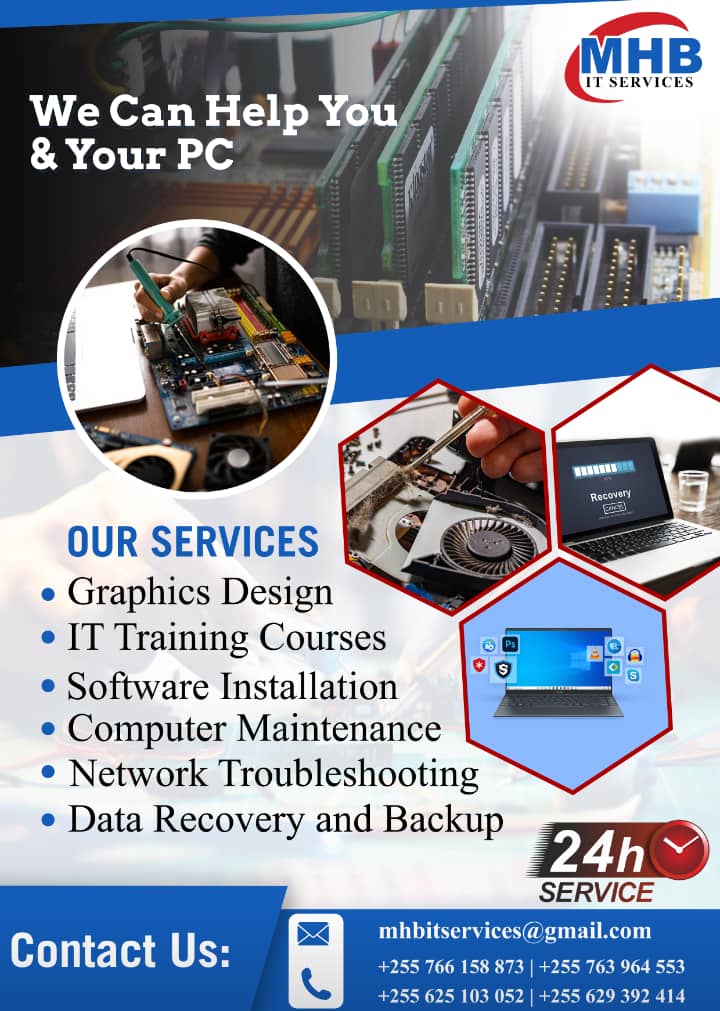 MHB
IT SERVICES
We Can Help You
& Your PC
Recovery
CANCEL
OUR SERVICES
• Graphics Design
• IT Training Courses
• Software Installation
• Computer Maintenance
• Network Troubleshooting
• Data Recovery and Backup
Ps
S
S
24h
SERVICE
Contact Us:
mhbitservices@gmail.com
+255 766 158 873 | +255 763 964 553
+255 625 103 052 | +255 629 392 414